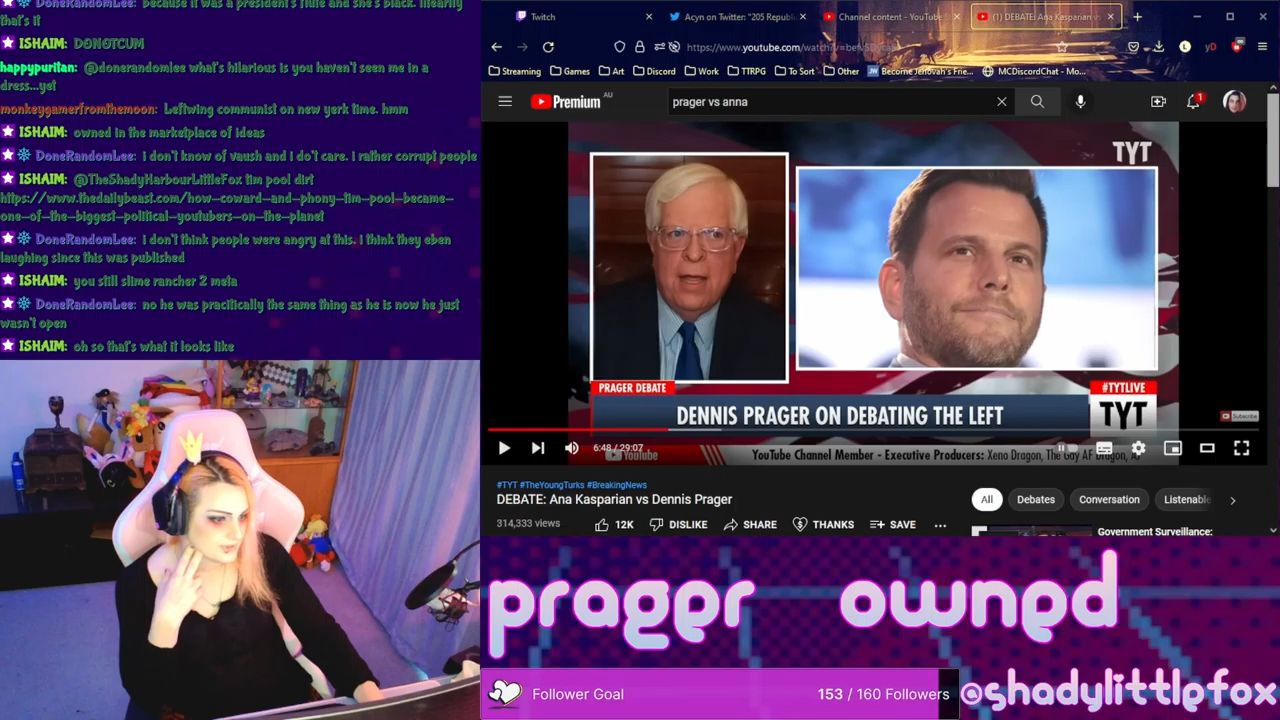 DoneRandomLee: because it was a president's flute and she's black. literally
that's it
ISHAIM: DONOTCUM
happypuritan: @donerandomlee what's hilarious is you haven't seen me in a
dress...yet
monkeygamerfromthemoon: Leftwing communist on new york time. hmm
ISHAIM: owned in the marketplace of ideas
DoneRandomLee: i don't know of vaush and i do't care. i rather corrupt people
ISHAIM: @TheShadyHarbourLittleFox tim pool dirt
https://www.thedailybeast.com/how-coward-and-phony-tim-pool-became-
one-of-the-biggest-political-youtubers-on-the-planet
DoneRandomLee: i don't think people were angry at this. i think they eben
laughing since this was published
ISHAIM: you still slime rancher 2 meta
DoneRandomLee: no he was pracitically the same thing as he is now he just
wasn't open
ISHAIM: oh so that's what it looks like
Twitch
Acyn on Twitter: "205 Republic
Channel content - YouTube
(1) DEBATE: Ana Kasparian vs
https://www.youtube.com/watch?v=
Streaming
Games
Art
Discord
Work
TTRPG
To Sort
Other
Become Jehovah's Frie...
MCDiscordChat - Mo...
Premium AU
prager vs anna
1
TYT
PRAGER DEBATE
#TYTLIVE
DENNIS PRAGER ON DEBATING THE LEFT
TYT
Subscribe
6:48 / 29:07
YouTube
YouTube Channel Member - Executive Producers: Xeno Dragon, The Gay AF Dragon,
#TYT #TheYoungTurks #BreakingNews
DEBATE: Ana Kasparian vs Dennis Prager
314,333 views
12K
DISLIKE
SHARE
THANKS
SAVE
All
Debates
Conversation
Listenable
Government Surveillance:
prager owned
Follower Goal
153 / 160 Followers
@shadylittlefox